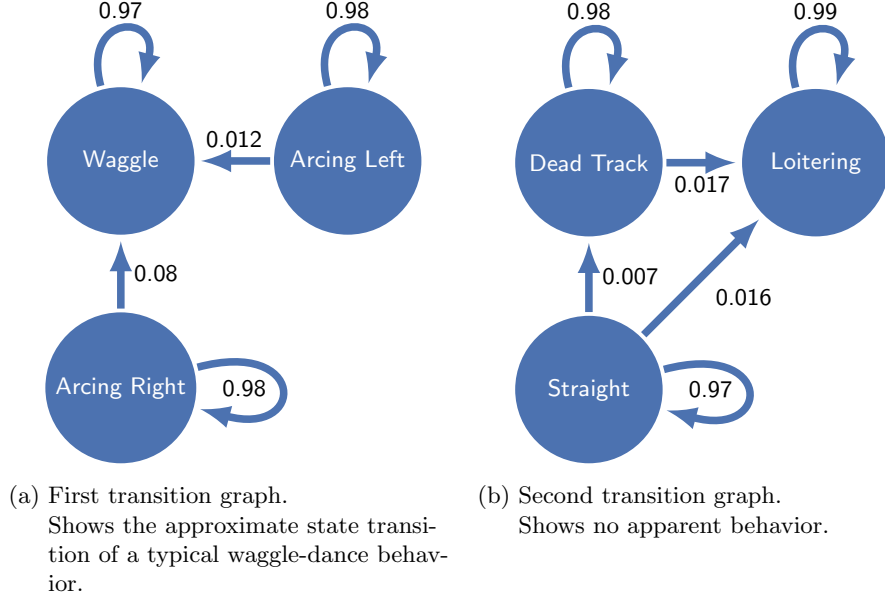 0.97
0.98
Waggle
0.012
Arcing Left
0.08
Arcing Right
0.98
(a) First transition graph.
Shows the approximate state transi-
tion of a typical waggle-dance behav-
ior.
0.98
0.99
Dead Track
0.017
Loitering
0.007
0.016
Straight
0.97
(b) Second transition graph.
Shows no apparent behavior.